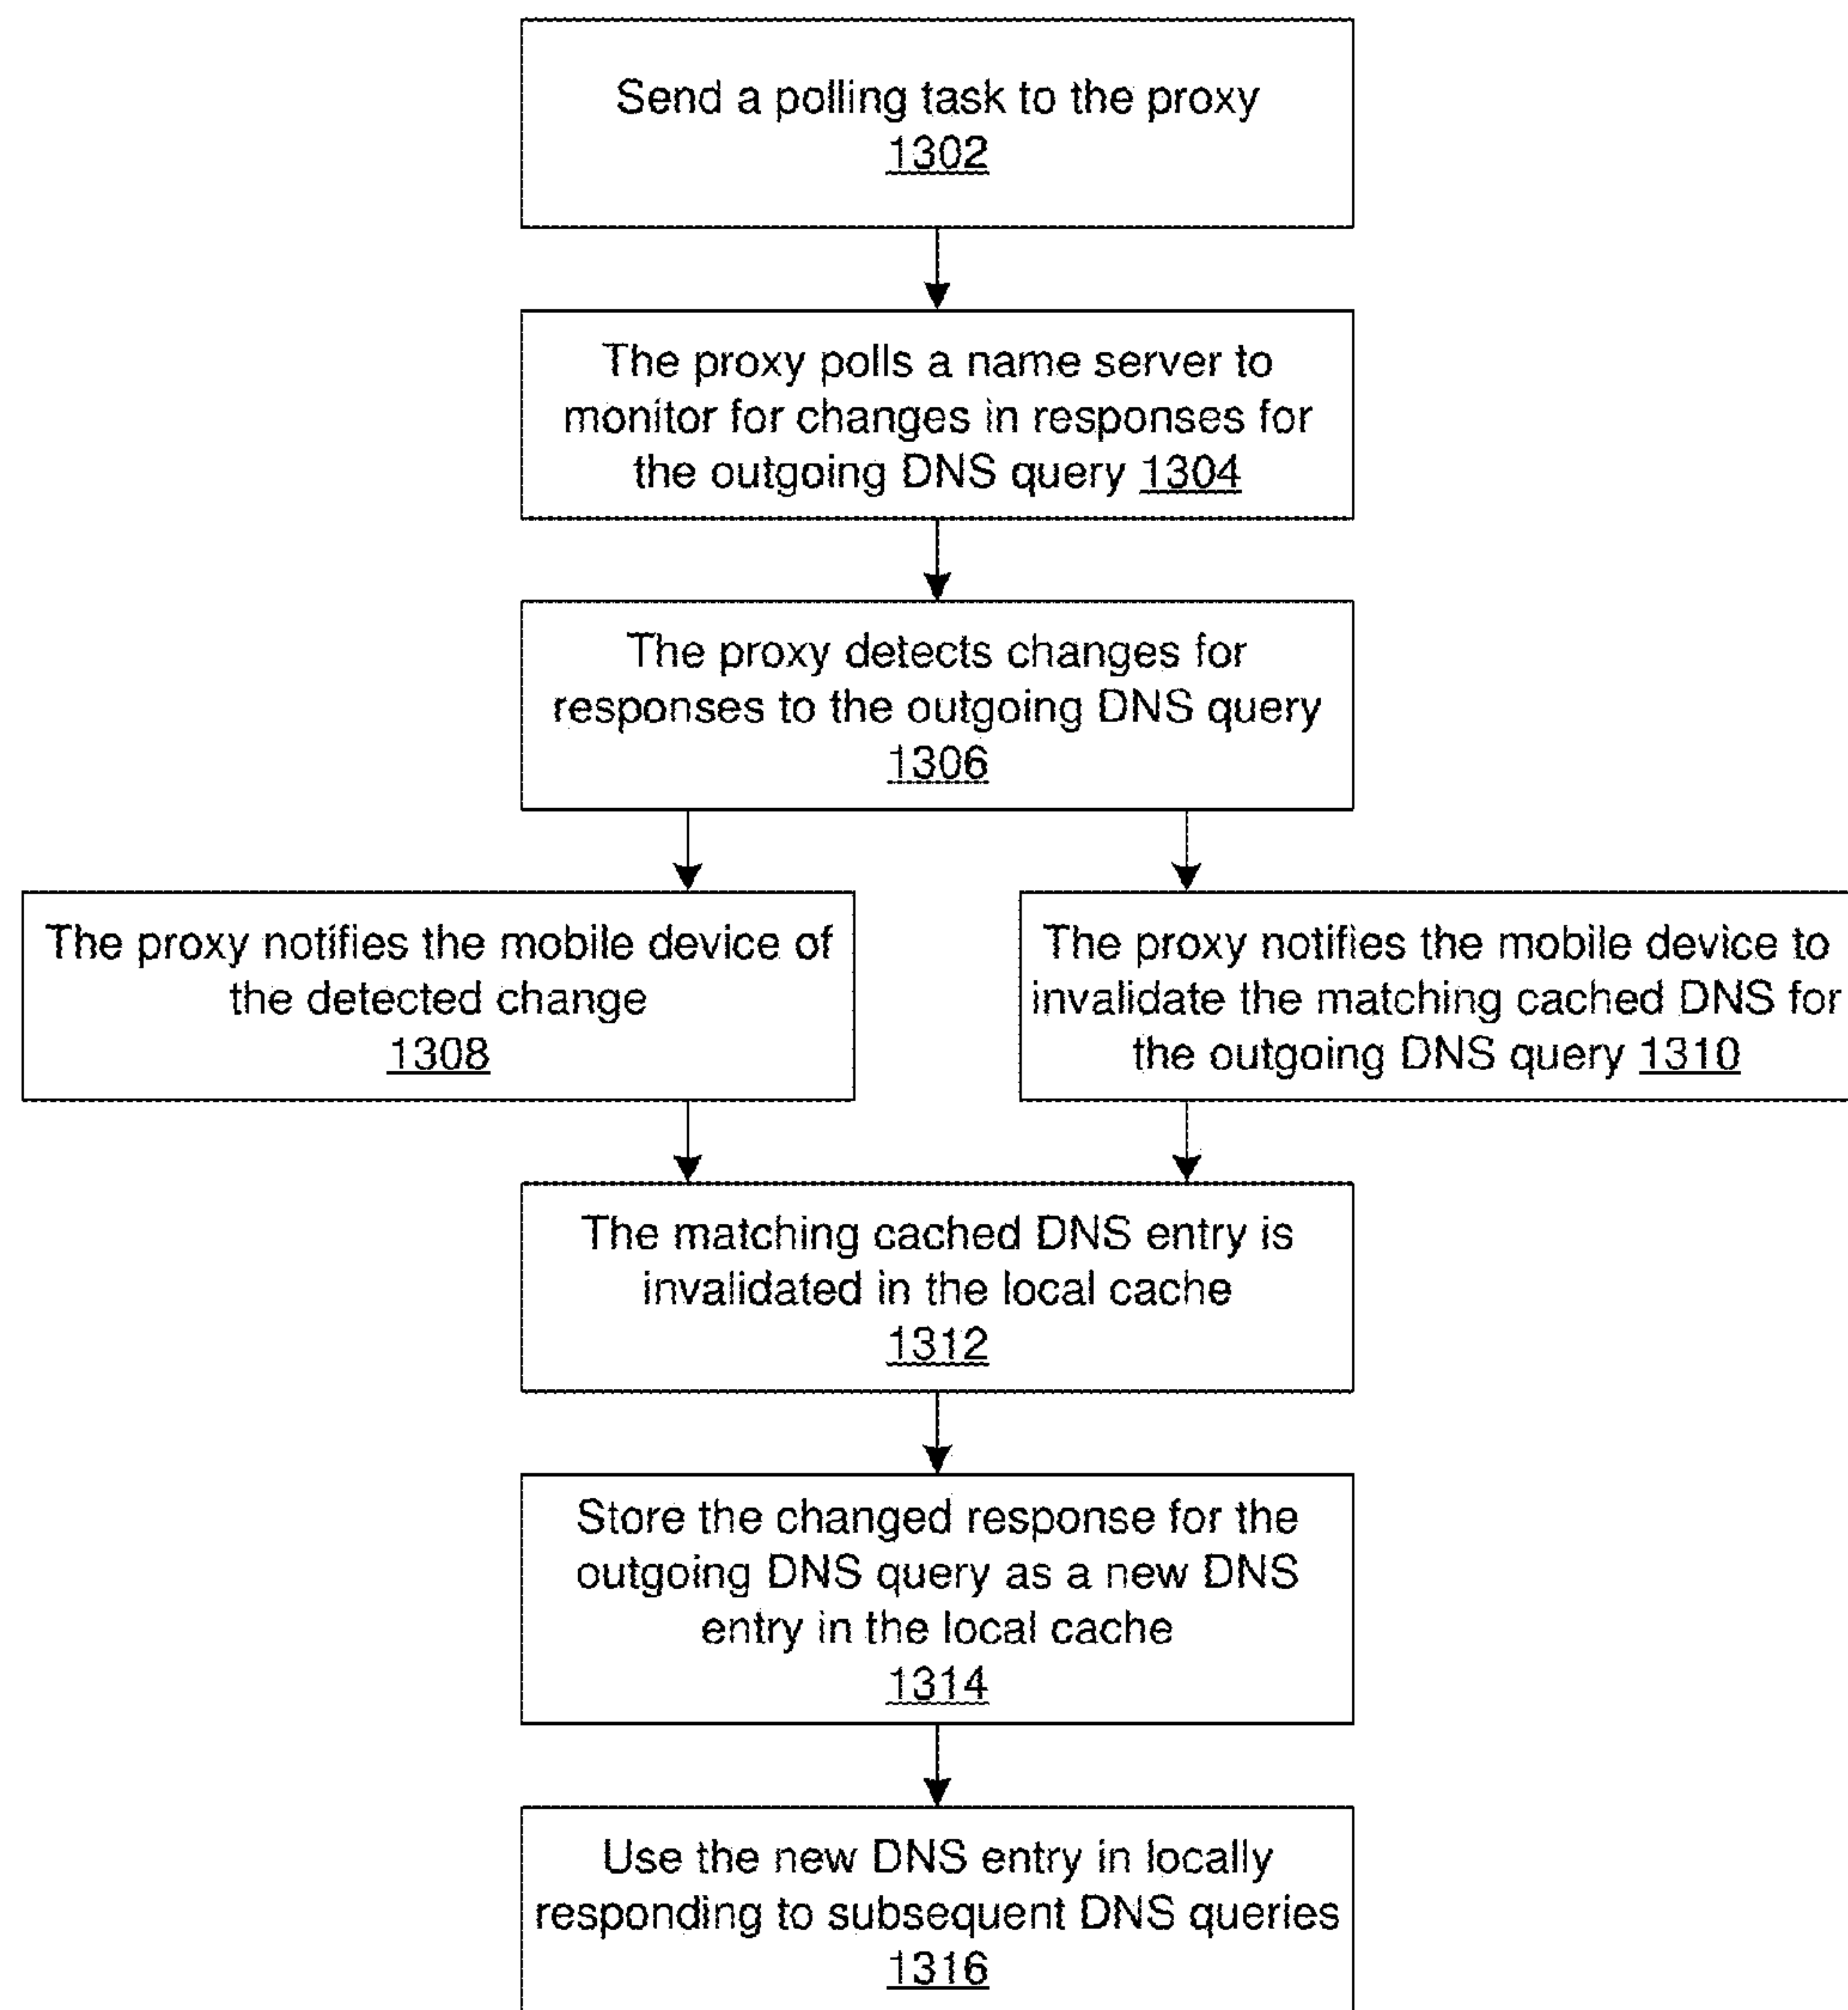 Send a polling task to the proxy
1302
The proxy polls a name server to
monitor for changes in responses for
the outgoing DNS query 1304
The proxy detects changes for
responses to the outgoing DNS query
1306
The proxy notifies the mobile device of
the detected change
1308
The proxy notifies the mobile device to
invalidate the matching cached DNS for
the outgoing DNS query 1310
The matching cached DNS entry is
invalidated in the local cache
1312
Store the changed response for the
outgoing DNS query as a new DNS
entry in the local cache
1314
Use the new DNS entry in locally
responding to subsequent DNS queries
1316